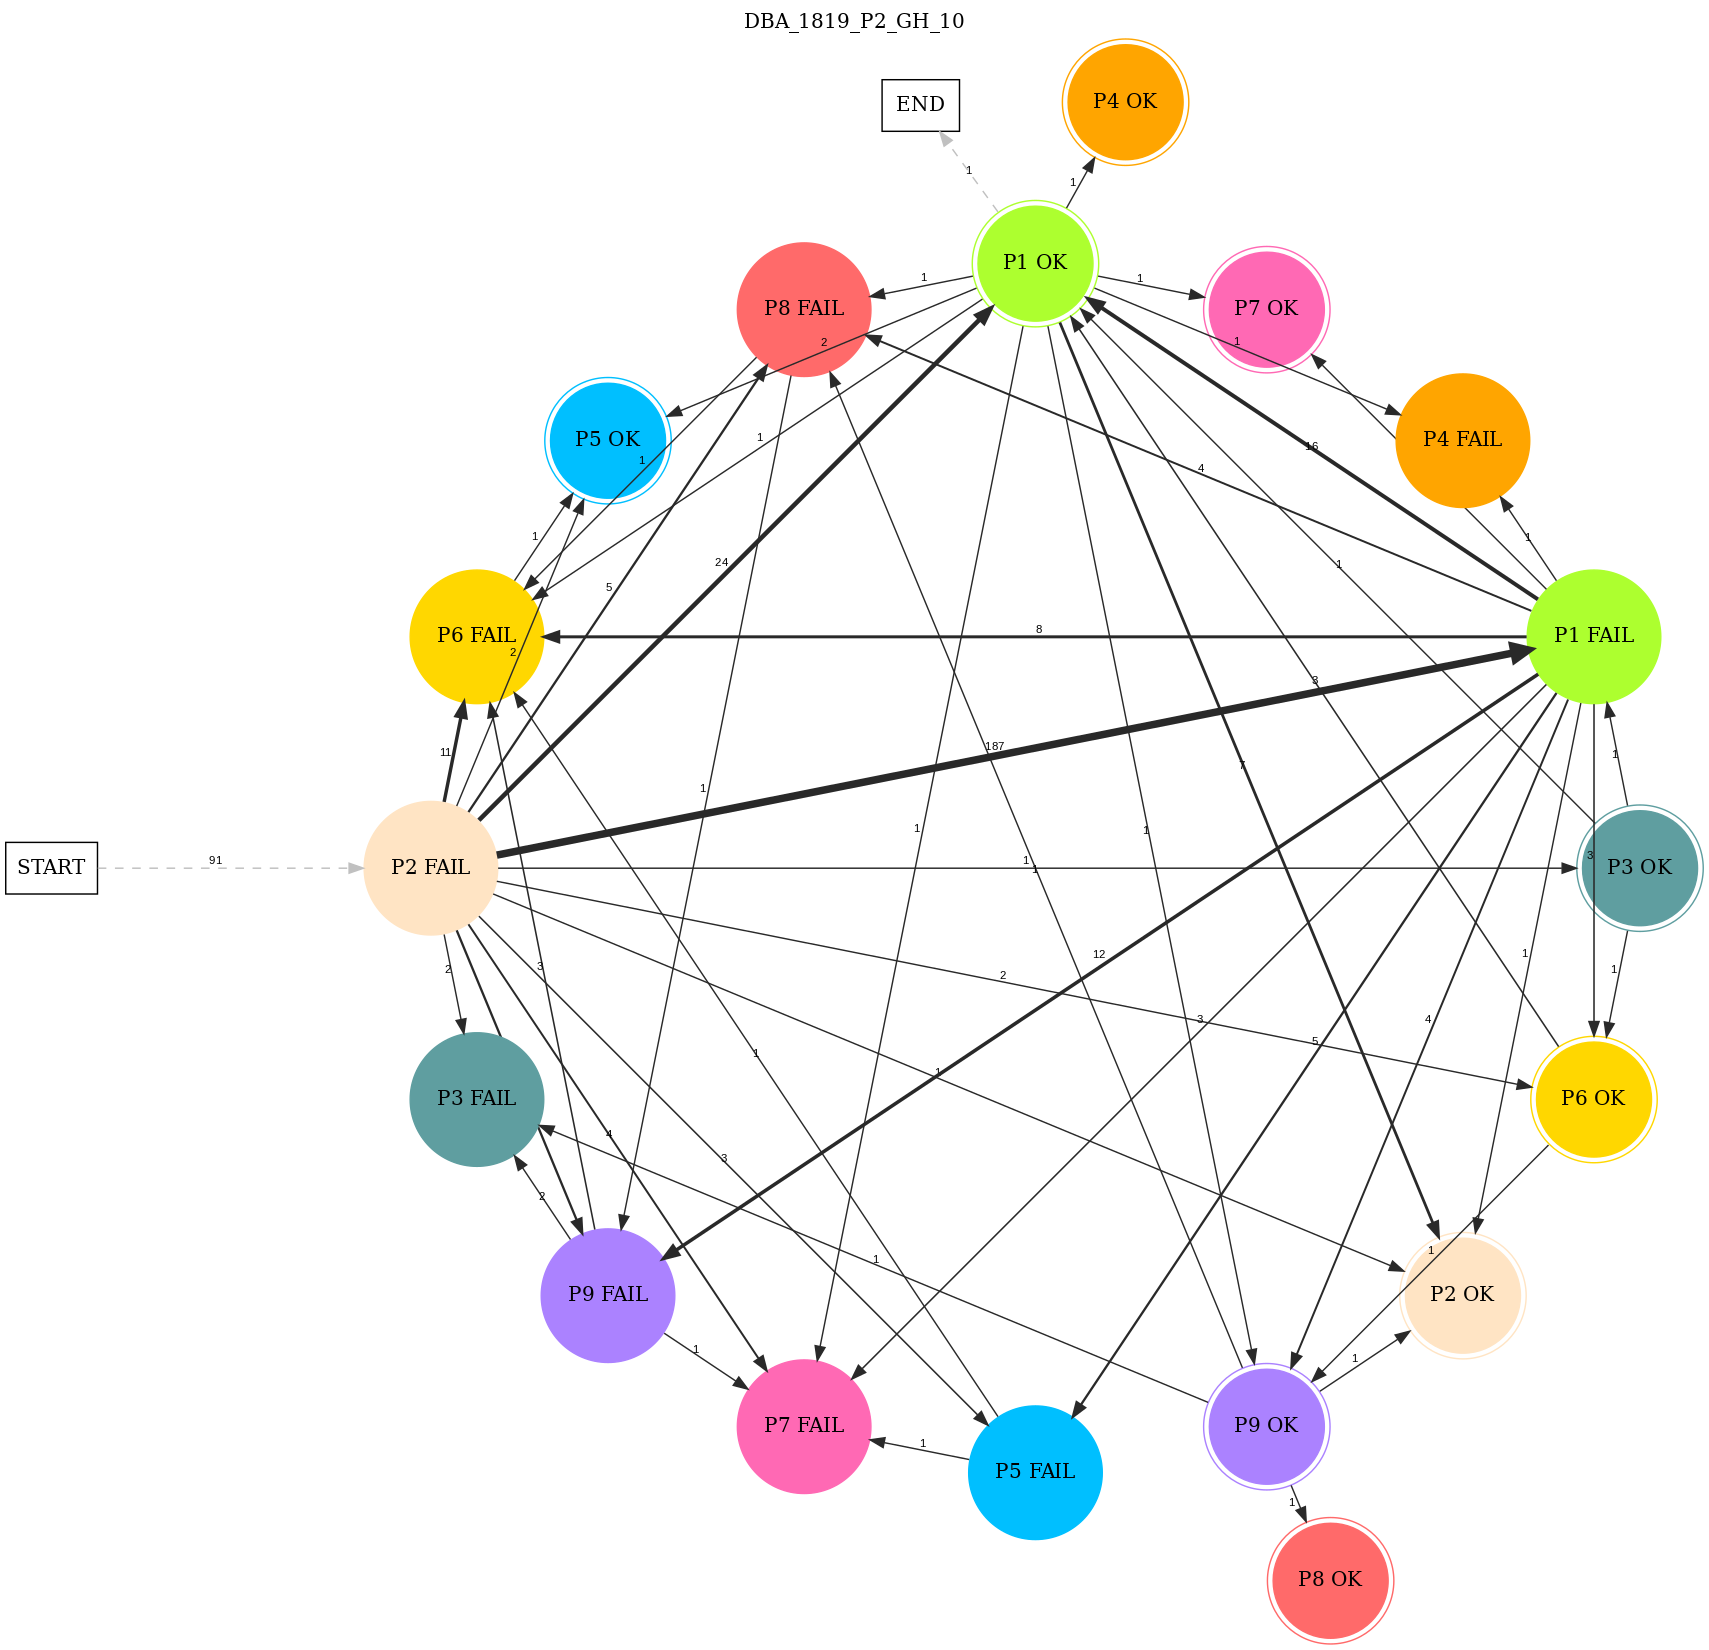 DBA_1819_P2_GH_10
P4 OK
END
1
1
P1 OK
1
1
P8 FAIL
P7 OK
2
1
P5 OK
P4 FAIL
1
1
16
4
1
24
1
1
5
P6 FAIL
8
P1 FAIL
2
3
11
187
1
1
START
91
P2 FAIL
1
1
1
7
3
P3 OK
2
3
2
12
1
1
4
3
5
1
1
P3 FAIL
P6 OK
4
3
2
1
1
P9 FAIL
P2 OK
1
1
P7 FAIL
P9 OK
1
P5 FAIL
1
P8 OK